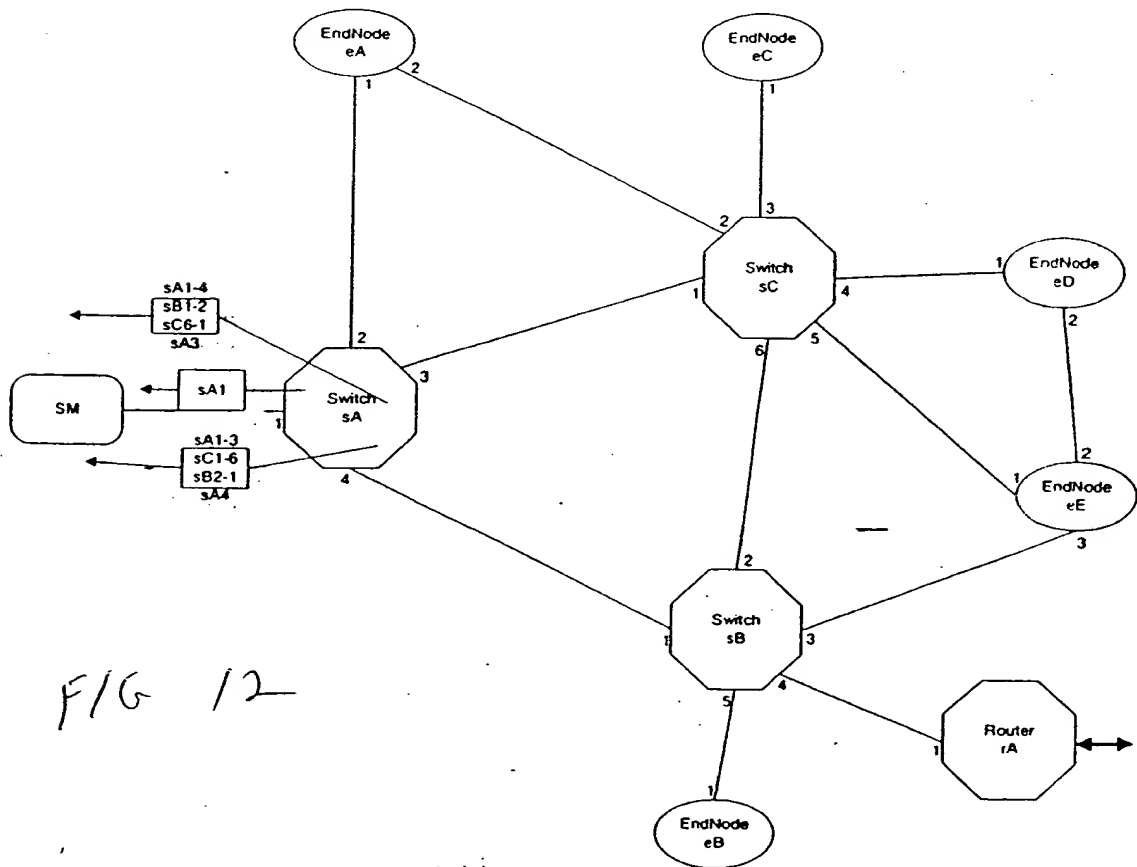 EndNode
eA
1
2
EndNode
eC
1
2
3
Switch
sC
1
4
5
6
1
EndNode
eD
2
sA1-4
sB1-2
sC6-1
sA3
SM
sA1
sA1-3
sC1-6
sB2-1
sA4
2
3
Switch
sA
1
4
2
1
EndNode
eE
3
2
Switch
sB
1
3
4
5
Router
rA
1
1
EndNode
eB
FIG 12